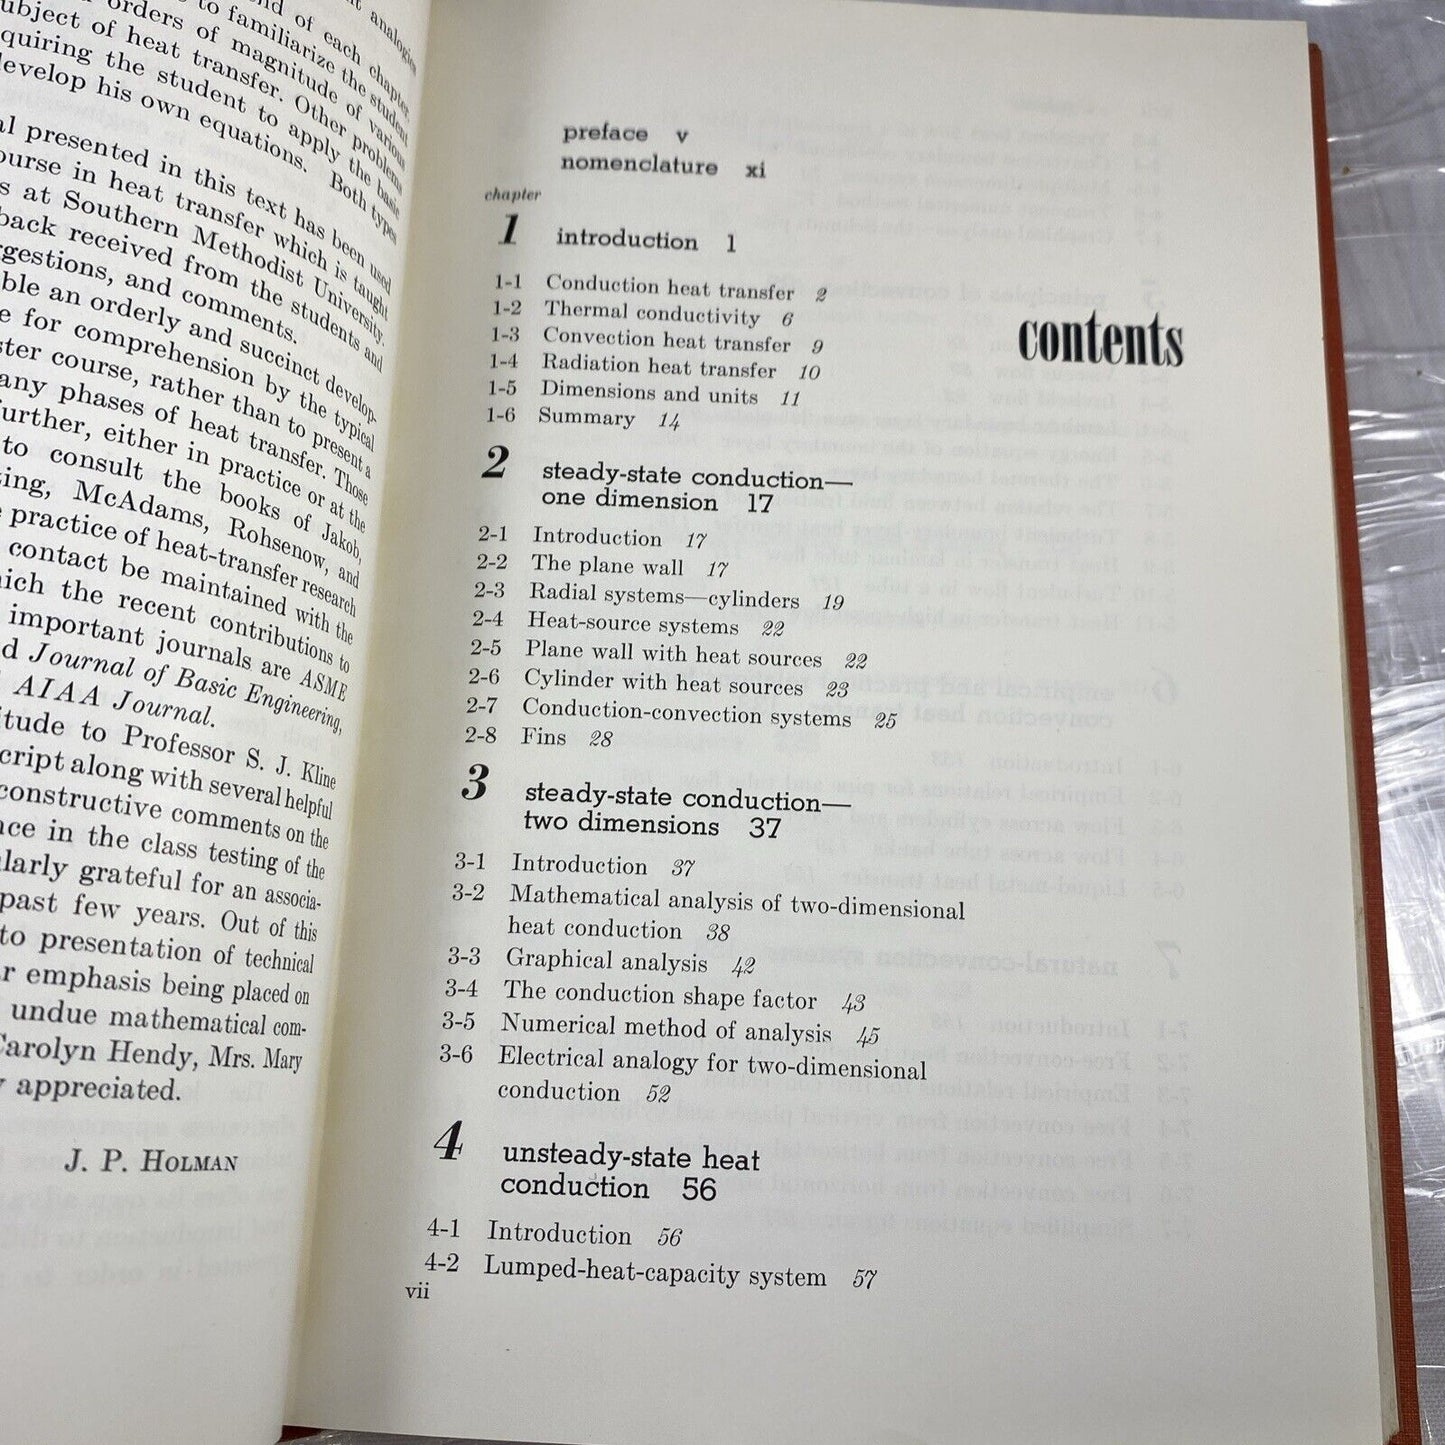 analogies
end of each chapter.
to familiarize the student
orders of magnitude of various
subject of heat transfer. Other problems
quiring the student to apply the basic
develop his own equations. Both types
al presented in this text has been used
ourse in heat transfer which is taught
s at Southern Methodist University.
back received from the students and
ggestions, and comments.
ble an orderly and succinct develop-
e for comprehension by the typical
ster course, rather than to present a
any phases of heat transfer. Those
further, either in practice or at the
to consult the books of Jakob,
ting, McAdams, Rohsenow, and
practice of heat-transfer research
contact be maintained with the
hich the recent contributions to
important journals are ASME
d Journal of Basic Engineering,
AIAA Journal.
itude to Professor S. J. Kline
script along with several helpful
constructive comments on the
nce in the class testing of the
ularly grateful for an associa-
past few years. Out of this
to presentation of technical
r emphasis being placed on
undue mathematical com-
Carolyn Hendy, Mrs. Mary
y appreciated.
J. P. HOLMAN
contents
preface v
nomenclature xi
chapter
1 introduction 1
1-1 Conduction heat transfer 2
1-2 Thermal conductivity 6
1-3 Convection heat transfer 9
1-4 Radiation heat transfer 10
1-5 Dimensions and units 11
1-6 Summary 14
2 steady-state conduction—
one dimension 17
2-1 Introduction 17
2-2 The plane wall 17
2-3 Radial systems—cylinders 19
2-4 Heat-source systems 22
2-5 Plane wall with heat sources 22
2-6 Cylinder with heat sources 23
2-7 Conduction-convection systems 25
2-8 Fins 28
3 steady-state conduction—
two dimensions 37
3-1 Introduction 37
3-2 Mathematical analysis of two-dimensional
heat conduction 38
3-3 Graphical analysis 42
3-4 The conduction shape factor 43
3-5 Numerical method of analysis 45
3-6 Electrical analogy for two-dimensional
conduction 52
4 unsteady-state heat
conduction 56
4-1 Introduction 56
4-2 Lumped-heat-capacity system 57
vii